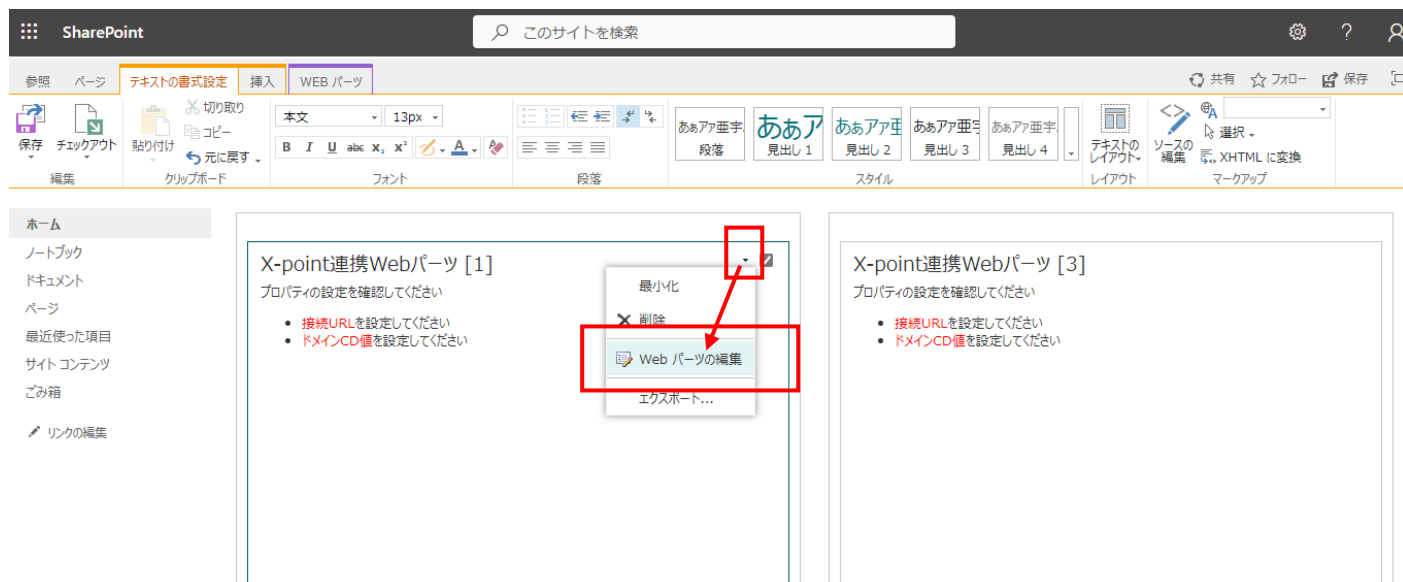 SharePoint
このサイトを検索
?
参照 ページ テキストの書式設定 挿入 WEB パーツ
共有 フォロー 保存
保存 チェックアウト
編集
貼り付け
切り取り
コピー
元に戻す
クリップボード
本文 13px
B I U abc X₂ X² A
フォント
段落
あぁアァ亜宇
段落
あぁア
見出し 1
あぁアァ亜
見出し 2
あぁアァ亜宇
見出し 3
あぁアァ亜宇
見出し 4
スタイル
テキストの
レイアウト
レイアウト
ソースの
編集
選択
XHTML に変換
マークアップ
ホーム
ノートブック
ドキュメント
ページ
最近使った項目
サイト コンテンツ
ごみ箱
リンクの編集
X-point連携Webパーツ [1]
プロパティの設定を確認してください
接続URLを設定してください
ドメインCD値を設定してください
最小化
削除
Web パーツの編集
エクスポート...
X-point連携Webパーツ [3]
プロパティの設定を確認してください
接続URLを設定してください
ドメインCD値を設定してください